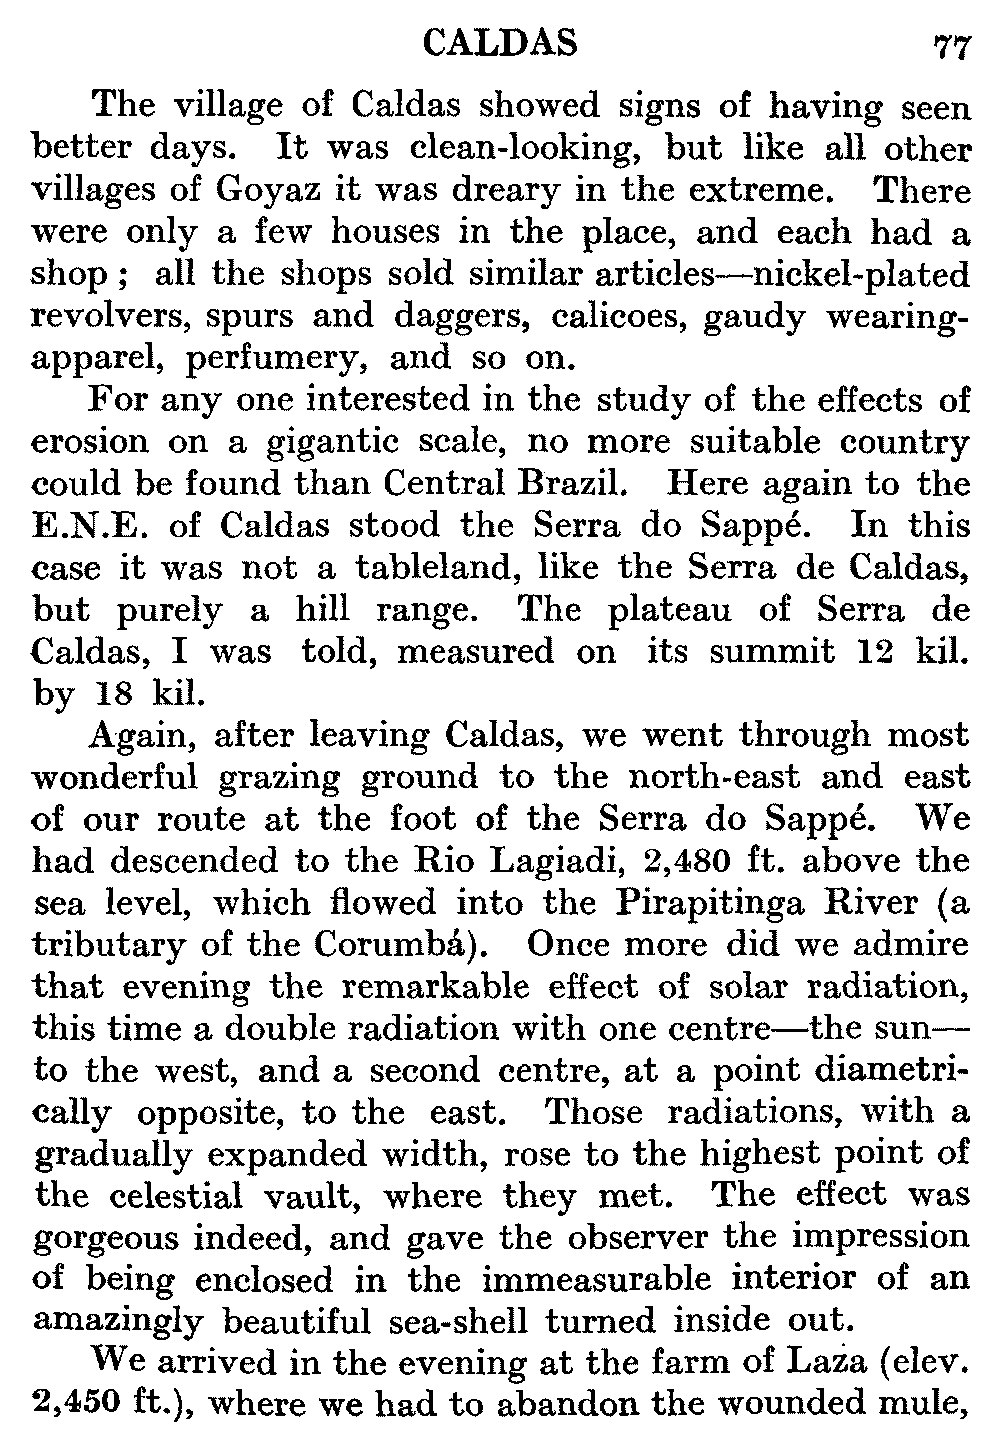 CALDAS 77
The village of Caldas showed signs of having seen
better days. It was clean-looking, but like all other
villages of Goyaz it was dreary in the extreme. There
were only a few houses in the place, and each had a
shop ; all the shops sold similar articles—nickel-plated
revolvers, spurs and daggers, calicoes, gaudy wearing-
apparel, perfumery, and so on.
For any one interested in the study of the effects of
erosion on a gigantic scale, no more suitable country
could be found than Central Brazil. Here again to the
E.N.E. of Caldas stood the Serra do Sappé. In this
case it was not a tableland, like the Serra de Caldas,
but purely a hill range. The plateau of Serra de
Caldas, I was told, measured on its summit 12 kil.
by 18 kil.
Again, after leaving Caldas, we went through most
wonderful grazing ground to the north-east and east
of our route at the foot of the Serra do Sappé. We
had descended to the Rio Lagiadi, 2,480 ft. above the
sea level, which flowed into the Pirapitinga River (a
tributary of the Corumbá). Once more did we admire
that evening the remarkable effect of solar radiation,
this time a double radiation with one centre—the sun—
to the west, and a second centre, at a point diametri-
cally opposite, to the east. Those radiations, with a
gradually expanded width, rose to the highest point of
the celestial vault, where they met. The effect was
gorgeous indeed, and gave the observer the impression
of being enclosed in the immeasurable interior of an
amazingly beautiful sea-shell turned inside out.
We arrived in the evening at the farm of Laza (elev.
2,450 ft.), where we had to abandon the wounded mule,